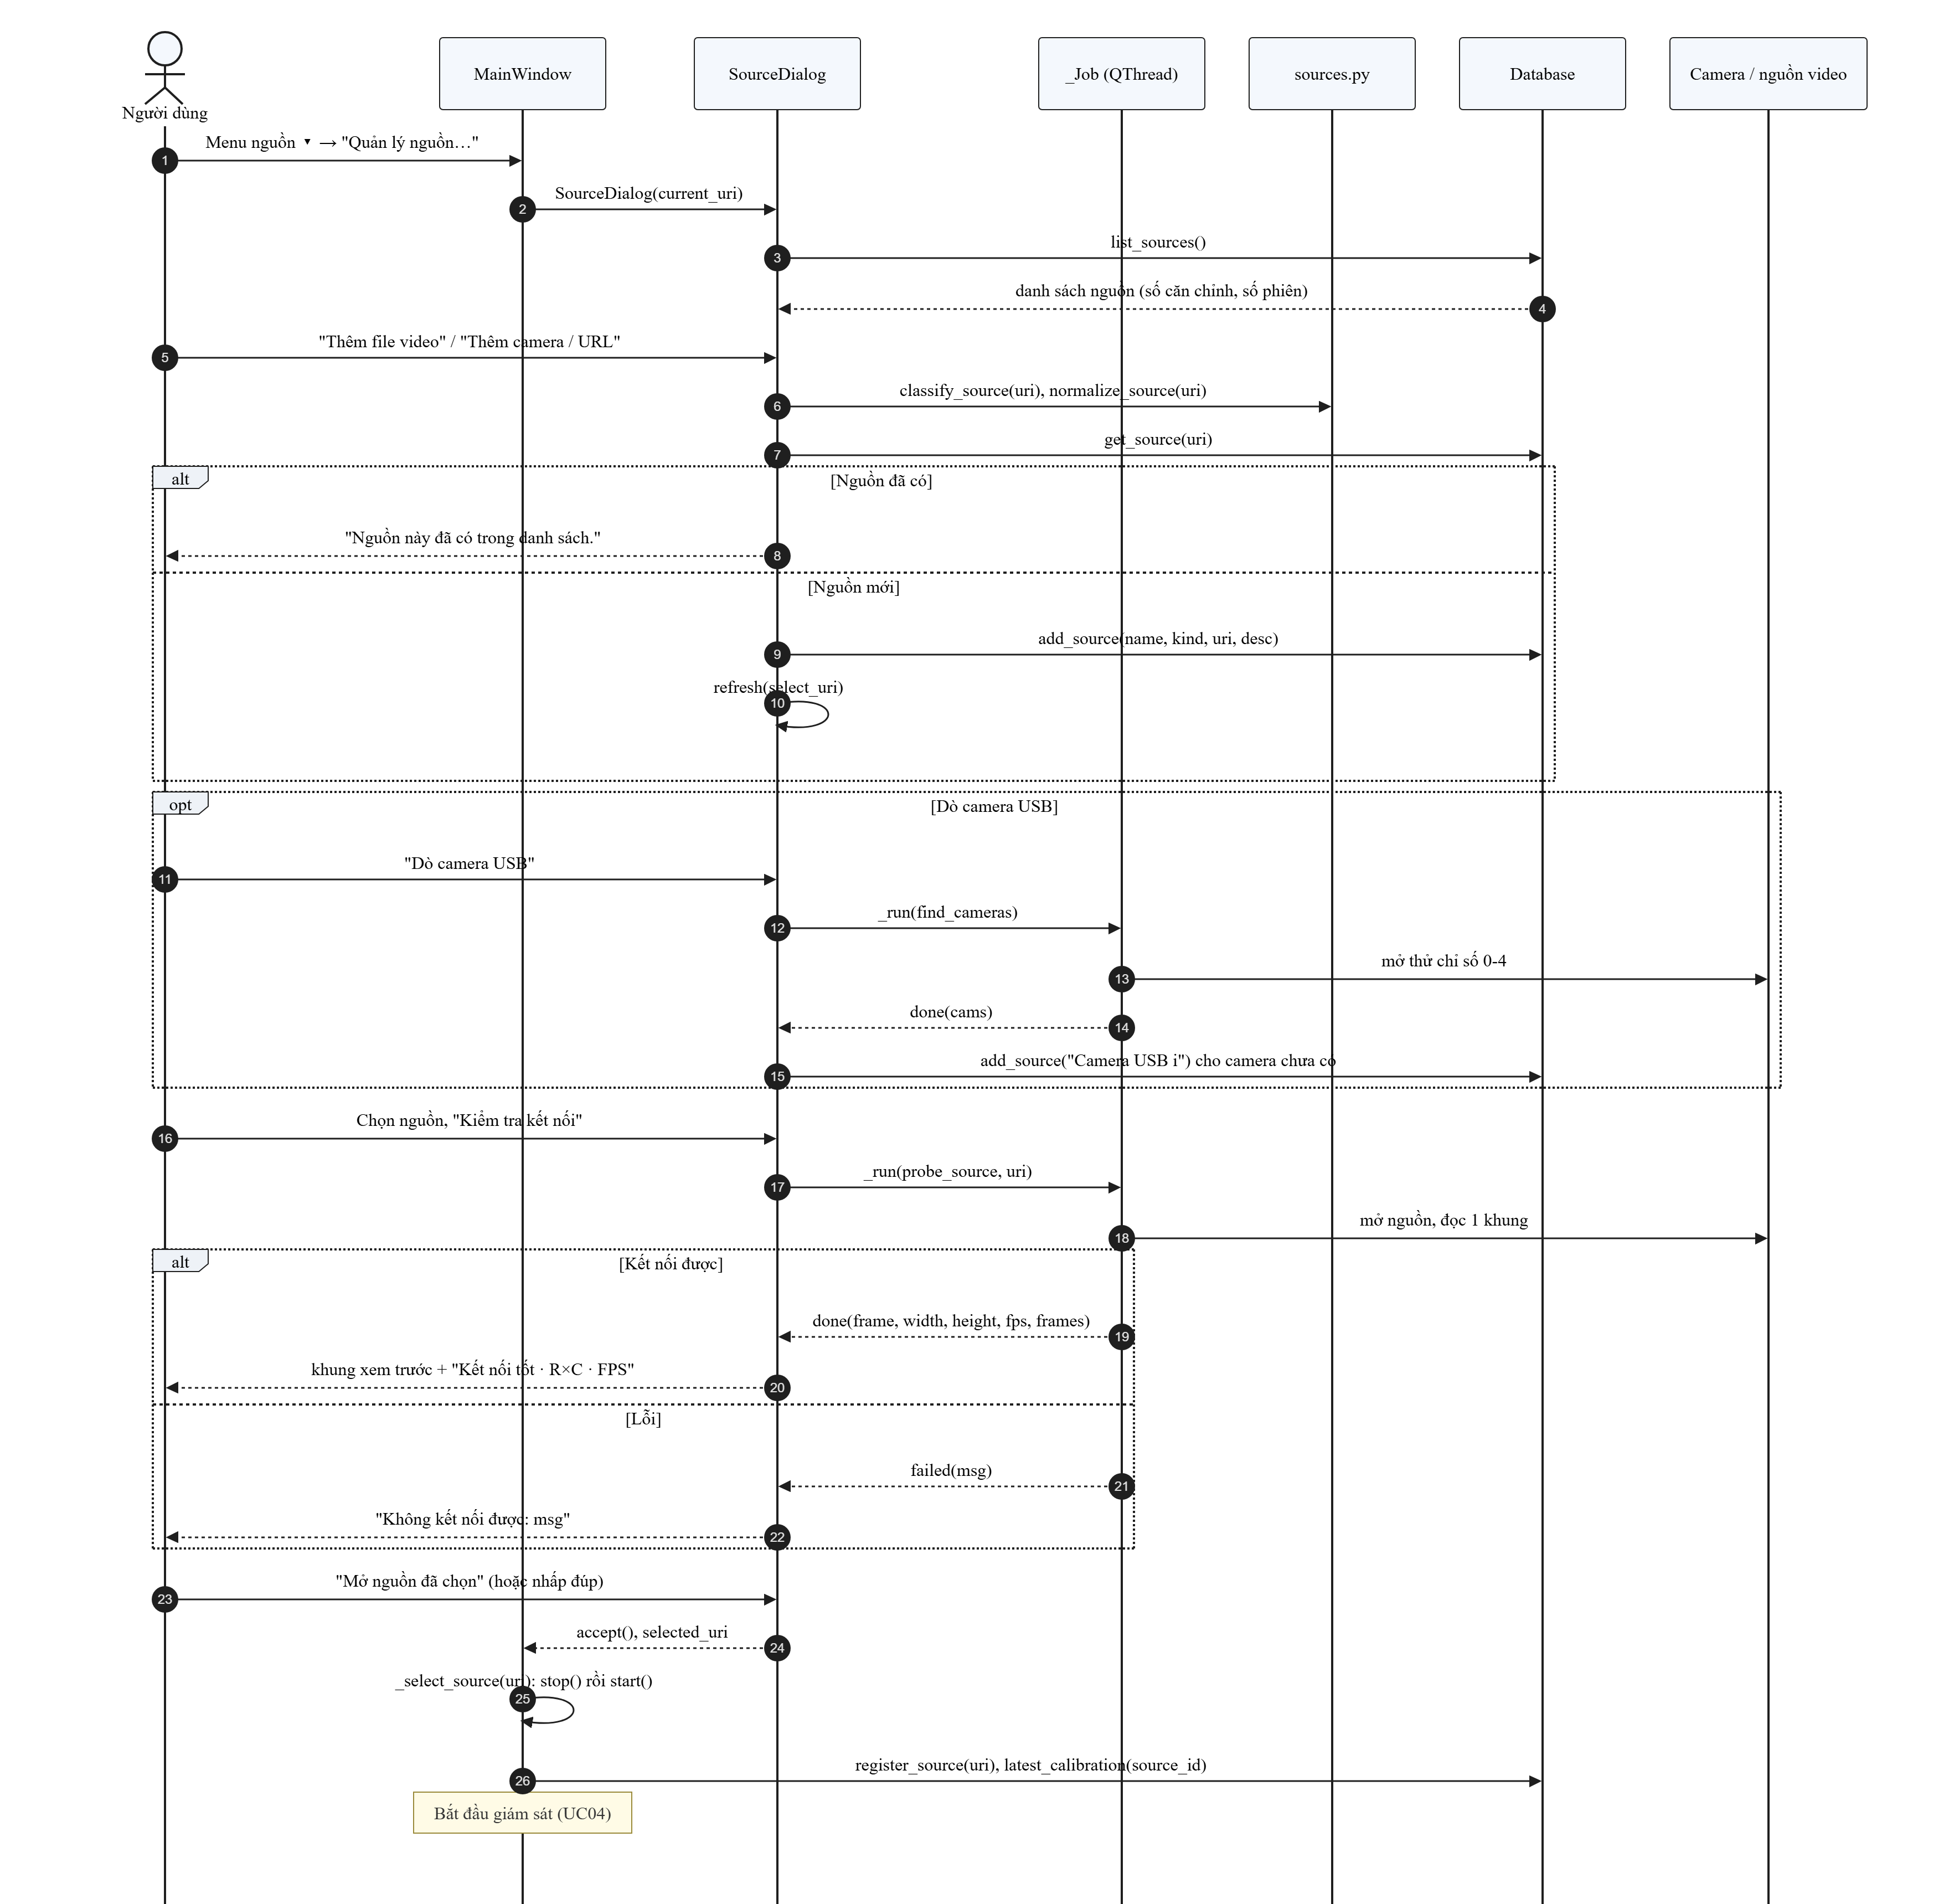 Người dùng
MainWindow
SourceDialog
_Job (QThread)
sources.py
Database
Camera / nguồn video
Menu nguồn ▾ → "Quản lý nguồn…"
1
SourceDialog(current_uri)
2
list_sources()
3
danh sách nguồn (số căn chỉnh, số phiên)
4
"Thêm file video" / "Thêm camera / URL"
5
classify_source(uri), normalize_source(uri)
6
get_source(uri)
7
alt
[Nguồn đã có]
"Nguồn này đã có trong danh sách."
8
[Nguồn mới]
add_source(name, kind, uri, desc)
9
refresh(select_uri)
10
opt
[Dò camera USB]
"Dò camera USB"
11
_run(find_cameras)
12
mở thử chỉ số 0-4
13
done(cams)
14
add_source("Camera USB i") cho camera chưa có
15
Chọn nguồn, "Kiểm tra kết nối"
16
_run(probe_source, uri)
17
mở nguồn, đọc 1 khung
18
alt
[Kết nối được]
done(frame, width, height, fps, frames)
19
khung xem trước + "Kết nối tốt · R×C · FPS"
20
[Lỗi]
failed(msg)
21
"Không kết nối được: msg"
22
"Mở nguồn đã chọn" (hoặc nhấp đúp)
23
accept(), selected_uri
24
_select_source(uri): stop() rồi start()
25
register_source(uri), latest_calibration(source_id)
26
Bắt đầu giám sát (UC04)